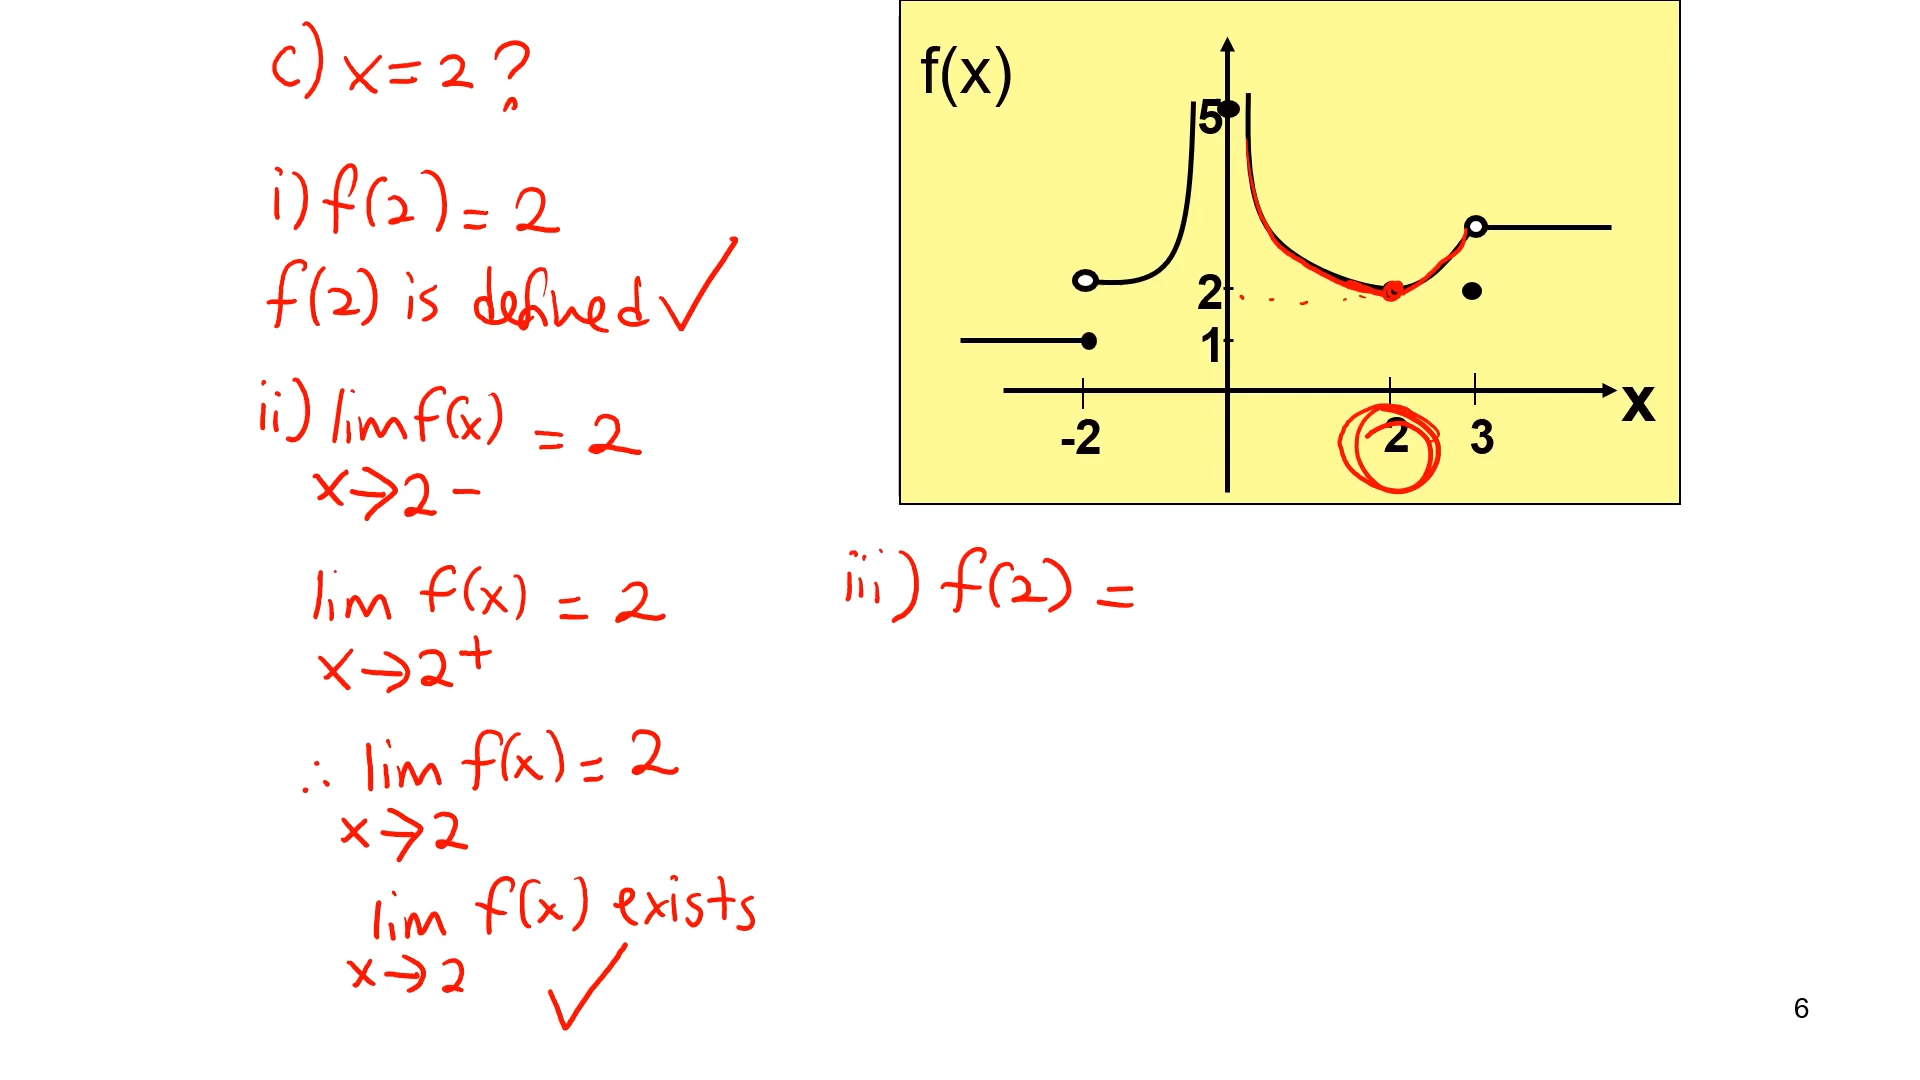 c) x = 2 ?
i) f(2) = 2
f(2) is defined ✓
ii) lim f(x) = 2
x → 2 -
lim f(x) = 2
x → 2 +
∴ lim f(x) = 2
x → 2
lim f(x) exists
x → 2 ✓
f(x)
5
2
1
x
-2 2 3
iii) f(2) =
6